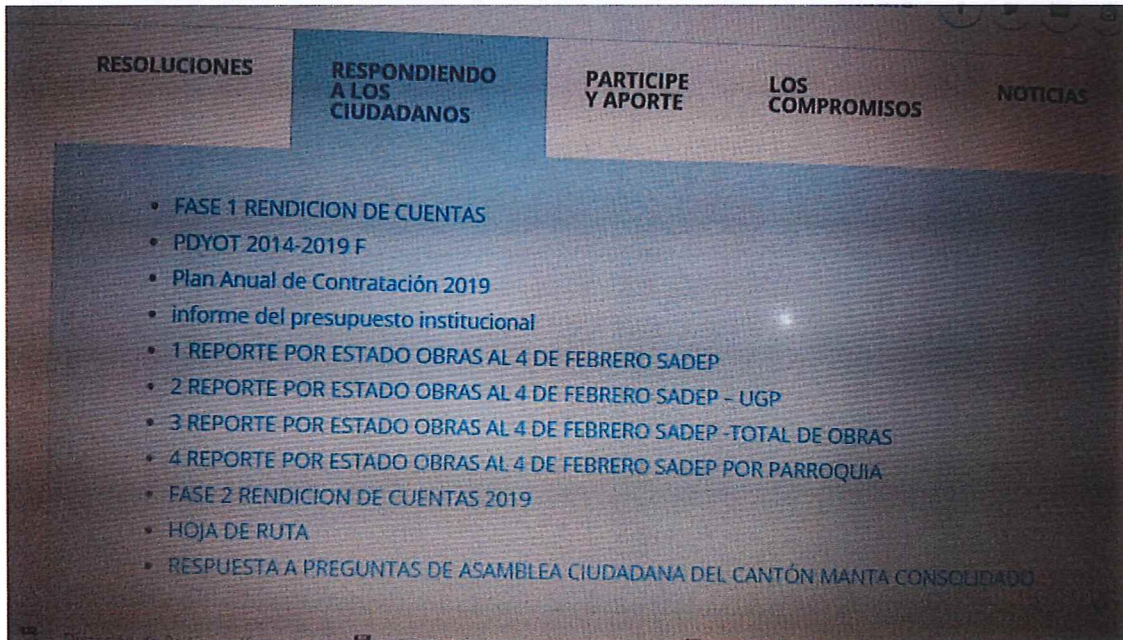 RESOLUCIONES
RESPONDIENDO
A LOS
CIUDADANOS
PARTICIPE
Y APORTE
LOS
COMPROMISOS
NOTICIAS
• FASE 1 RENDICION DE CUENTAS
• PDYOT 2014-2019 F
• Plan Anual de Contratación 2019
• informe del presupuesto institucional
• 1 REPORTE POR ESTADO OBRAS AL 4 DE FEBRERO SADEP
• 2 REPORTE POR ESTADO OBRAS AL 4 DE FEBRERO SADEP – UGP
• 3 REPORTE POR ESTADO OBRAS AL 4 DE FEBRERO SADEP -TOTAL DE OBRAS
• 4 REPORTE POR ESTADO OBRAS AL 4 DE FEBRERO SADEP POR PARROQUIA
• FASE 2 RENDICION DE CUENTAS 2019
• HOJA DE RUTA
• RESPUESTA A PREGUNTAS DE ASAMBLEA CIUDADANA DEL CANTÓN MANTA CONSOLIDADO